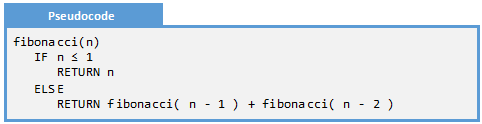 Pseudocode
fibonacci(n)
IF n ≤ 1
RETURN n
ELSE
RETURN fibonacci( n - 1 ) + fibonacci( n - 2 )